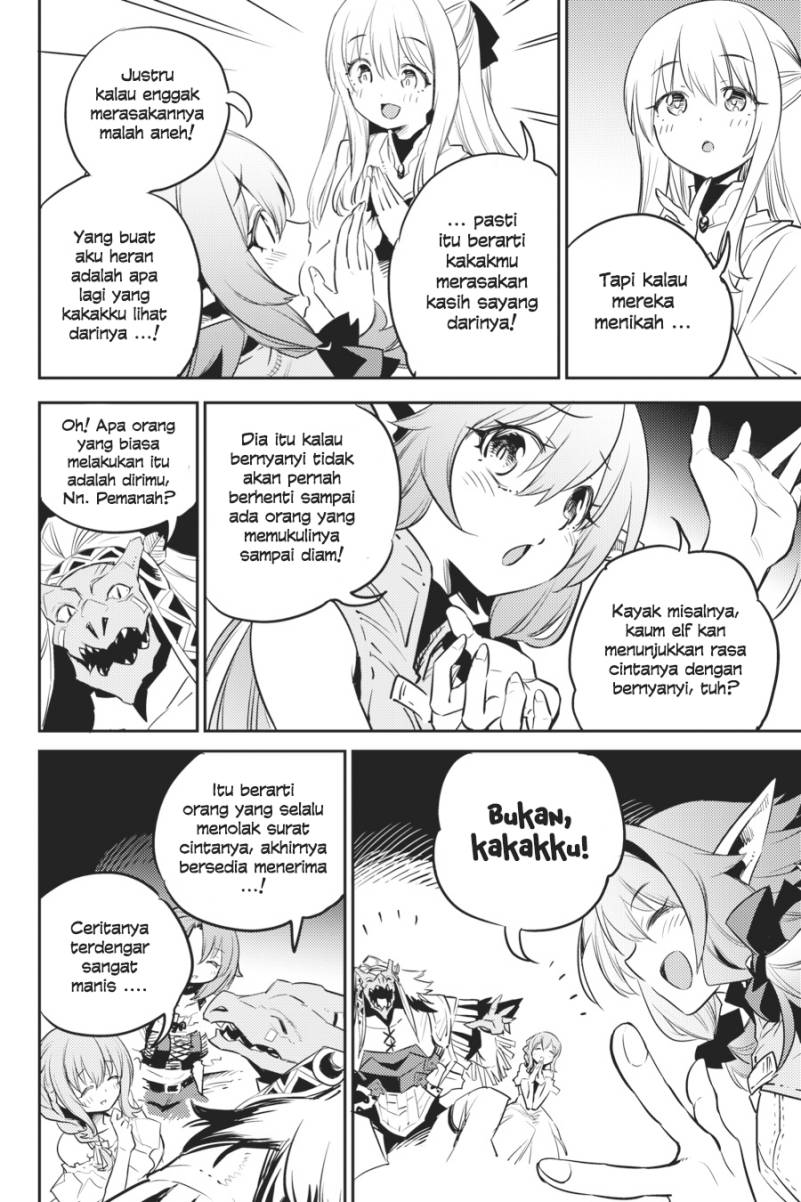 Tapi kalau
mereka
menikah ...
... pasti
itu berarti
kakakmu
merasakan
kasih sayang
darinya!
Justru
kalau enggak
merasakannya
malah aneh!
Yang buat
aku heran
adalah apa
lagi yang
kakakku lihat
darinya ...!
Kayak misalnya,
kaum elf kan
menunjukkan rasa
cintanya dengan
bernyanyi, tuh?
Dia itu kalau
bernyanyi tidak
akan pernah
berhenti sampai
ada orang yang
memukulinya
sampai diam!
Oh! Apa orang
yang biasa
melakukan itu
adalah dirimu,
Nn. Pemanah?
Bukan,
kakakku!
Itu berarti
orang yang selalu
menolak surat
cintanya, akhirnya
bersedia menerima
...!
Ceritanya
terdengar
sangat
manis ....